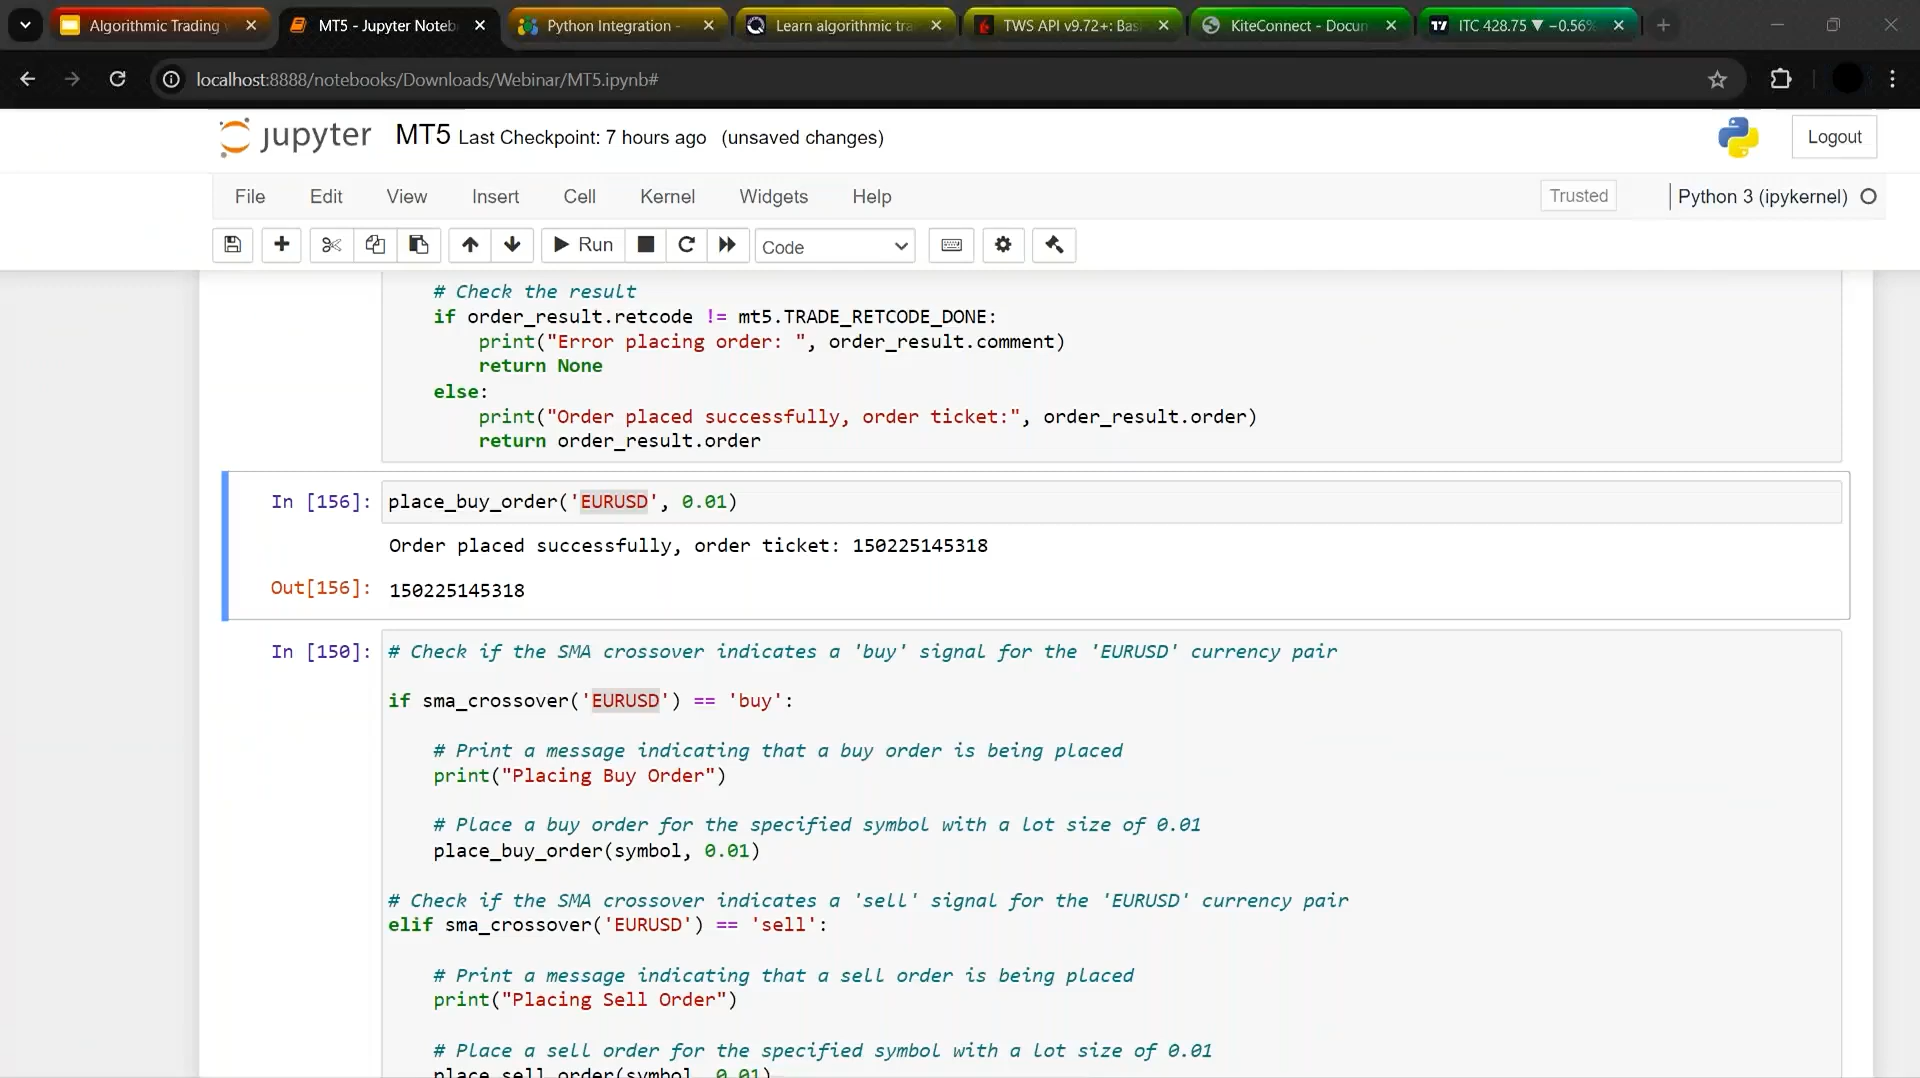 Algorithmic Trading
MT5 - Jupyter Noteb
Python Integration -
Learn algorithmic tra
TWS API v9.72+: Bas
KiteConnect - Docum
ITC 428.75 ▼ −0.56%
localhost:8888/notebooks/Downloads/Webinar/MT5.ipynb#
jupyter MT5 Last Checkpoint: 7 hours ago (unsaved changes)
Logout
File Edit View Insert Cell Kernel Widgets Help
Trusted
Python 3 (ipykernel)
Run
Code
# Check the result
if order_result.retcode != mt5.TRADE_RETCODE_DONE:
print("Error placing order: ", order_result.comment)
return None
else:
print("Order placed successfully, order ticket:", order_result.order)
return order_result.order
In [156]: place_buy_order('EURUSD', 0.01)
Order placed successfully, order ticket: 150225145318
Out[156]: 150225145318
In [150]: # Check if the SMA crossover indicates a 'buy' signal for the 'EURUSD' currency pair
if sma_crossover('EURUSD') == 'buy':
# Print a message indicating that a buy order is being placed
print("Placing Buy Order")
# Place a buy order for the specified symbol with a lot size of 0.01
place_buy_order(symbol, 0.01)
# Check if the SMA crossover indicates a 'sell' signal for the 'EURUSD' currency pair
elif sma_crossover('EURUSD') == 'sell':
# Print a message indicating that a sell order is being placed
print("Placing Sell Order")
# Place a sell order for the specified symbol with a lot size of 0.01
place_sell_order(symbol, 0.01)